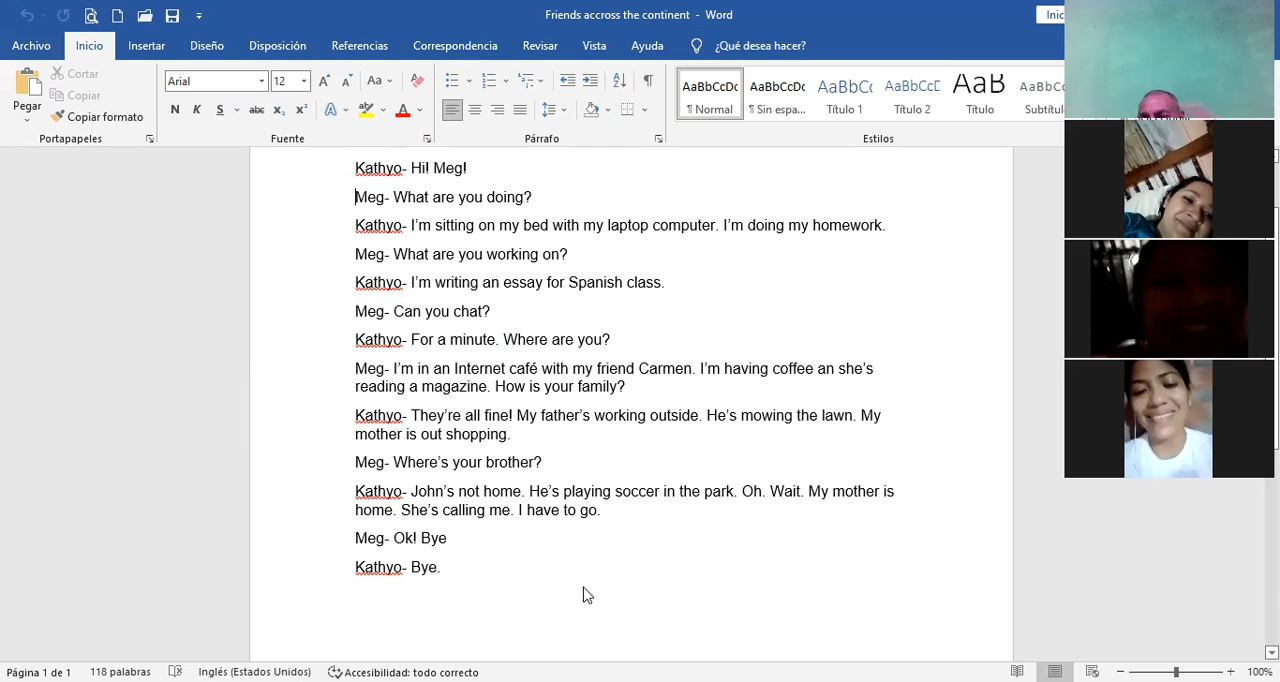 Friends accross the continent - Word
Inic
Archivo Inicio Insertar Diseño Disposición Referencias Correspondencia Revisar Vista Ayuda ¿Qué desea hacer?
Pegar
Cortar
Copiar
Copiar formato
Portapapeles
Arial 12
Aa
N K S abc x₂ x² A A
Fuente
Párrafo
AaBbCcDc AaBbCcDc AaBbCc AaBbCcD AaB AaBbCc
¶ Normal ¶ Sin espa... Título 1 Título 2 Título Subtítul
Estilos
Kathyo- Hi! Meg!
Meg- What are you doing?
Kathyo- I’m sitting on my bed with my laptop computer. I’m doing my homework.
Meg- What are you working on?
Kathyo- I’m writing an essay for Spanish class.
Meg- Can you chat?
Kathyo- For a minute. Where are you?
Meg- I’m in an Internet café with my friend Carmen. I’m having coffee an she’s
reading a magazine. How is your family?
Kathyo- They’re all fine! My father’s working outside. He’s mowing the lawn. My
mother is out shopping.
Meg- Where’s your brother?
Kathyo- John’s not home. He’s playing soccer in the park. Oh. Wait. My mother is
home. She’s calling me. I have to go.
Meg- Ok! Bye
Kathyo- Bye.
Página 1 de 1 118 palabras Inglés (Estados Unidos) Accesibilidad: todo correcto 100%